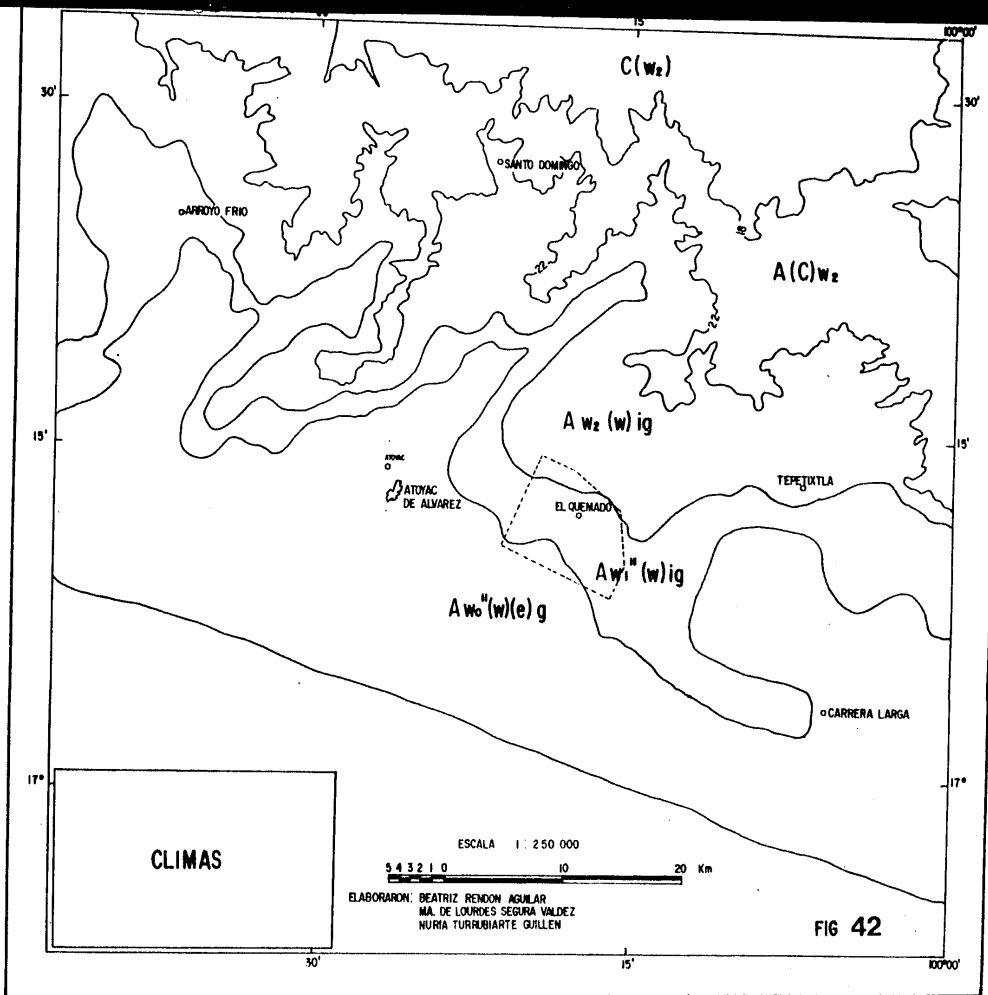 15'
100°00'
30'
30'
C(w₂)
SANTO DOMINGO
ARROYO FRIO
18
22
A(C)w₂
22
A w₂ (w) ig
15'
15'
ATOYAC
ATOYAC
DE ALVAREZ
TEPETIXTLA
EL QUEMADO
A w₁" (w) ig
A w₀" (w)(e) g
CARRERA LARGA
17°
17°
CLIMAS
ESCALA 1 : 250 000
5 4 3 2 1 0 10 20 Km
ELABORARON: BEATRIZ RENDON AGUILAR
MA. DE LOURDES SEGURA VALDEZ
NURIA TURRUBIARTE GUILLEN
FIG 42
30'
15'
100°00'